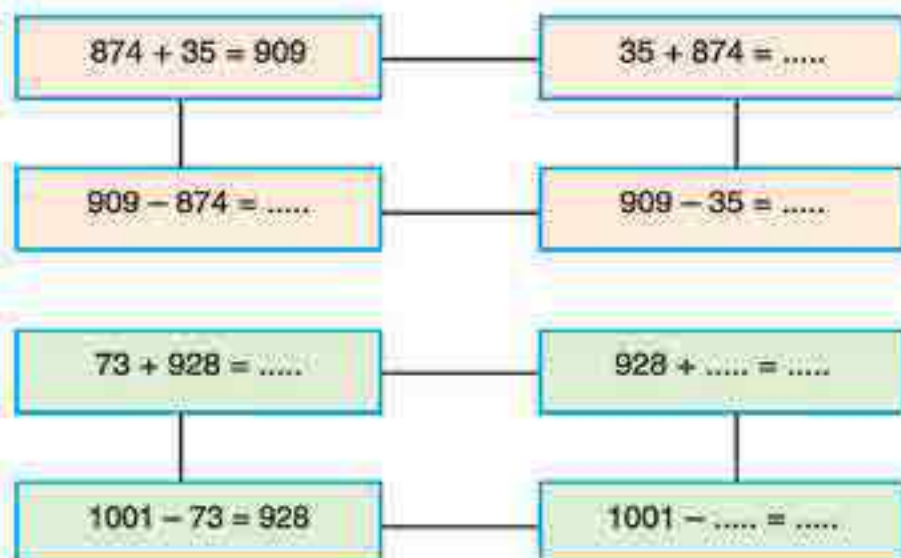 874 + 35 = 909
35 + 874 = .....
909 – 874 = .....
909 – 35 = .....
73 + 928 = .....
928 + ..... = .....
1001 – 73 = 928
1001 – ..... = .....